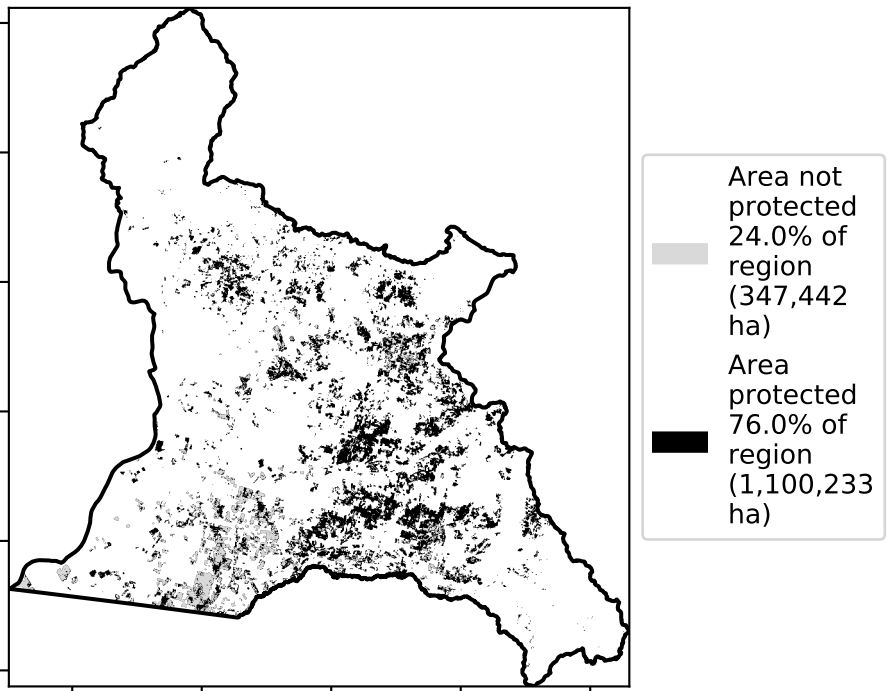 Area not
protected
24.0% of
region
(347,442
ha)
Area
protected
76.0% of
region
(1,100,233
ha)